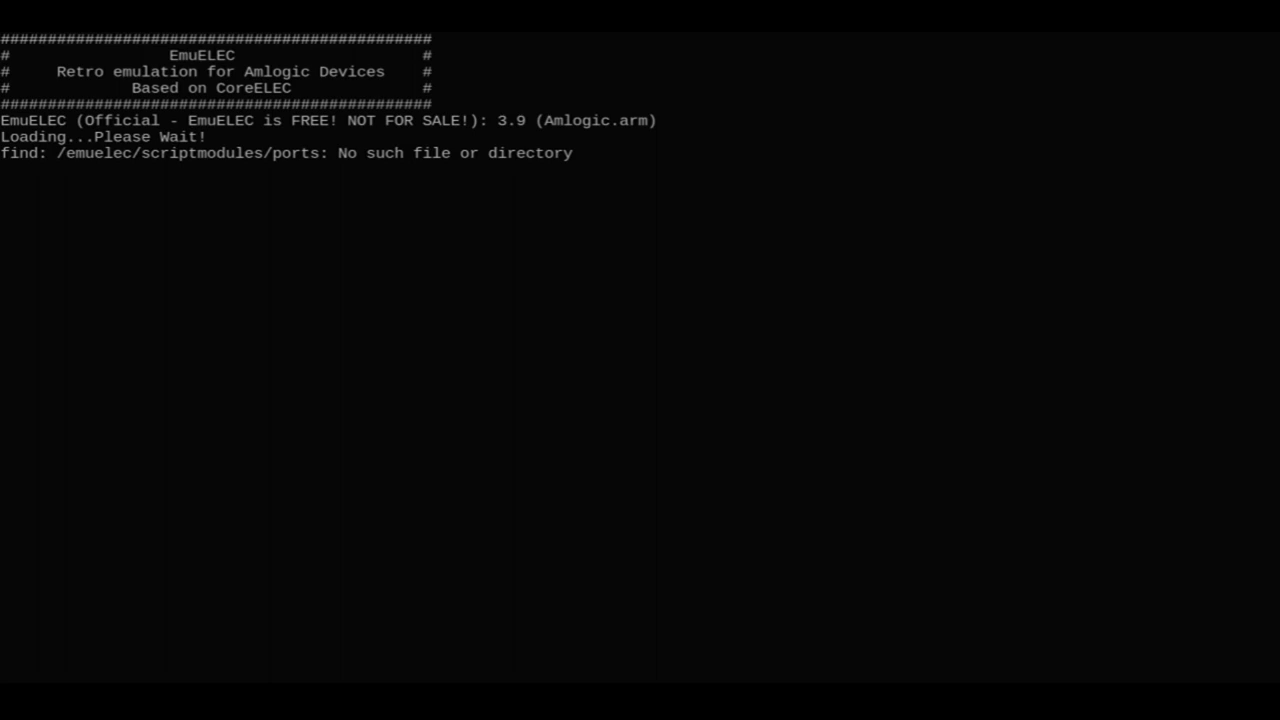 ##############################################
#                 EmuELEC                    #
#     Retro emulation for Amlogic Devices    #
#             Based on CoreELEC              #
##############################################
EmuELEC (Official - EmuELEC is FREE! NOT FOR SALE!): 3.9 (Amlogic.arm)
Loading...Please Wait!
find: /emuelec/scriptmodules/ports: No such file or directory